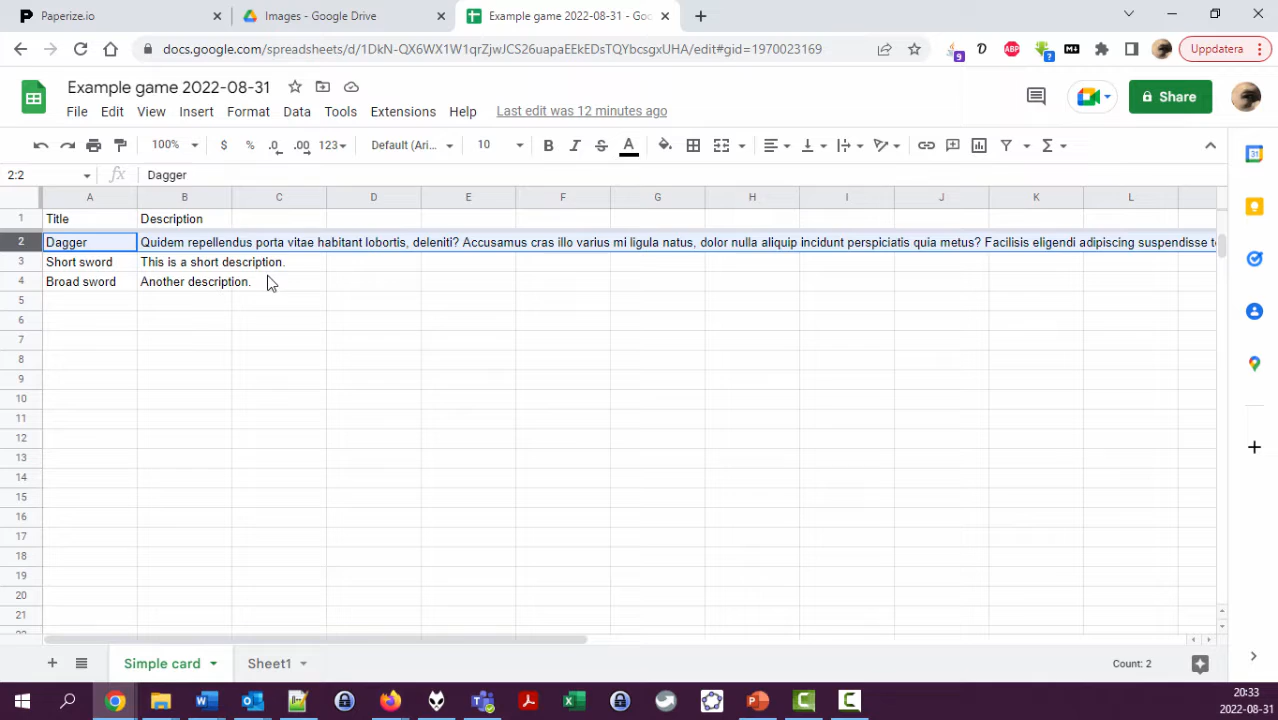 Paperize.io
Images - Google Drive
Example game 2022-08-31 - Goo
docs.google.com/spreadsheets/d/1DkN-QX6WX1W1qrZjwJCS26uapaEEkEDsTQYbcsgxUHA/edit#gid=1970023169
Uppdatera
Example game 2022-08-31
File Edit View Insert Format Data Tools Extensions Help Last edit was 12 minutes ago
Share
100% $ % .0 .00 123 Default (Ari... 10
2:2 fx Dagger
A B C D E F G H I J K L
1 Title Description
2 Dagger Quidem repellendus porta vitae habitant lobortis, deleniti? Accusamus cras illo varius mi ligula natus, dolor nulla aliquip incidunt perspiciatis quia metus? Facilisis eligendi adipiscing suspendisse t
3 Short sword This is a short description.
4 Broad sword Another description.
5
6
7
8
9
10
11
12
13
14
15
16
17
18
19
20
21
22
Simple card Sheet1 Count: 2
20:33
2022-08-31